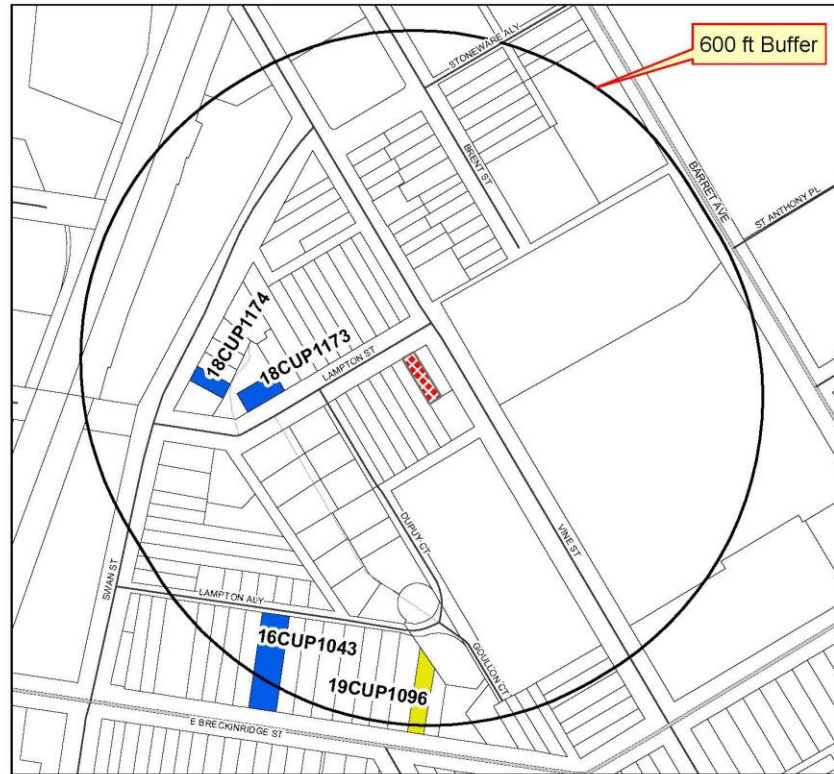 600 ft Buffer
STONEWARE ALY
BRENT ST
BARRET AVE
ST ANTHONY PL
18CUP1174
18CUP1173
LAMPTON ST
DUPUY CT
VINE ST
SWAN ST
LAMPTON ALY
16CUP1043
19CUP1096
GOULLON CT
E BRECKINRIDGE ST